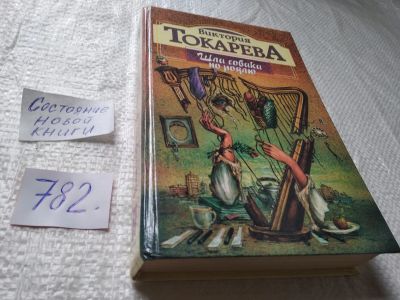 Виктория
ТОКАРЕВА
Шла собака
по роялю
Состояние
новой
книги
782.